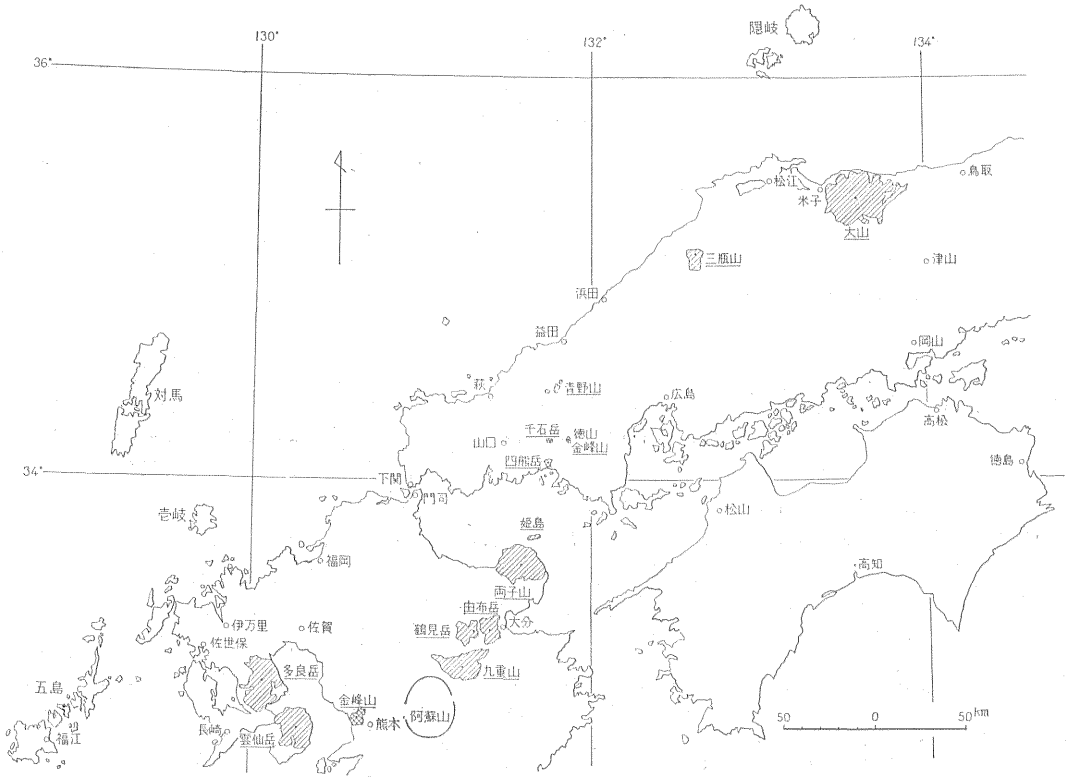 隠岐
130°
132°
134°
36°
松江
鳥取
米子
大山
三瓶山
津山
浜田
益田
岡山
対馬
萩
青野山
広島
高松
山口
千石岳
徳山
金峰山
四熊岳
徳島
34°
下関
門司
壱岐
松山
姫島
福岡
高知
両子山
由布岳
伊万里
佐賀
鶴見岳
大分
佐世保
多良岳
九重山
五島
金峰山
阿蘇山
熊本
長崎
雲仙岳
福江
50 0 50 km